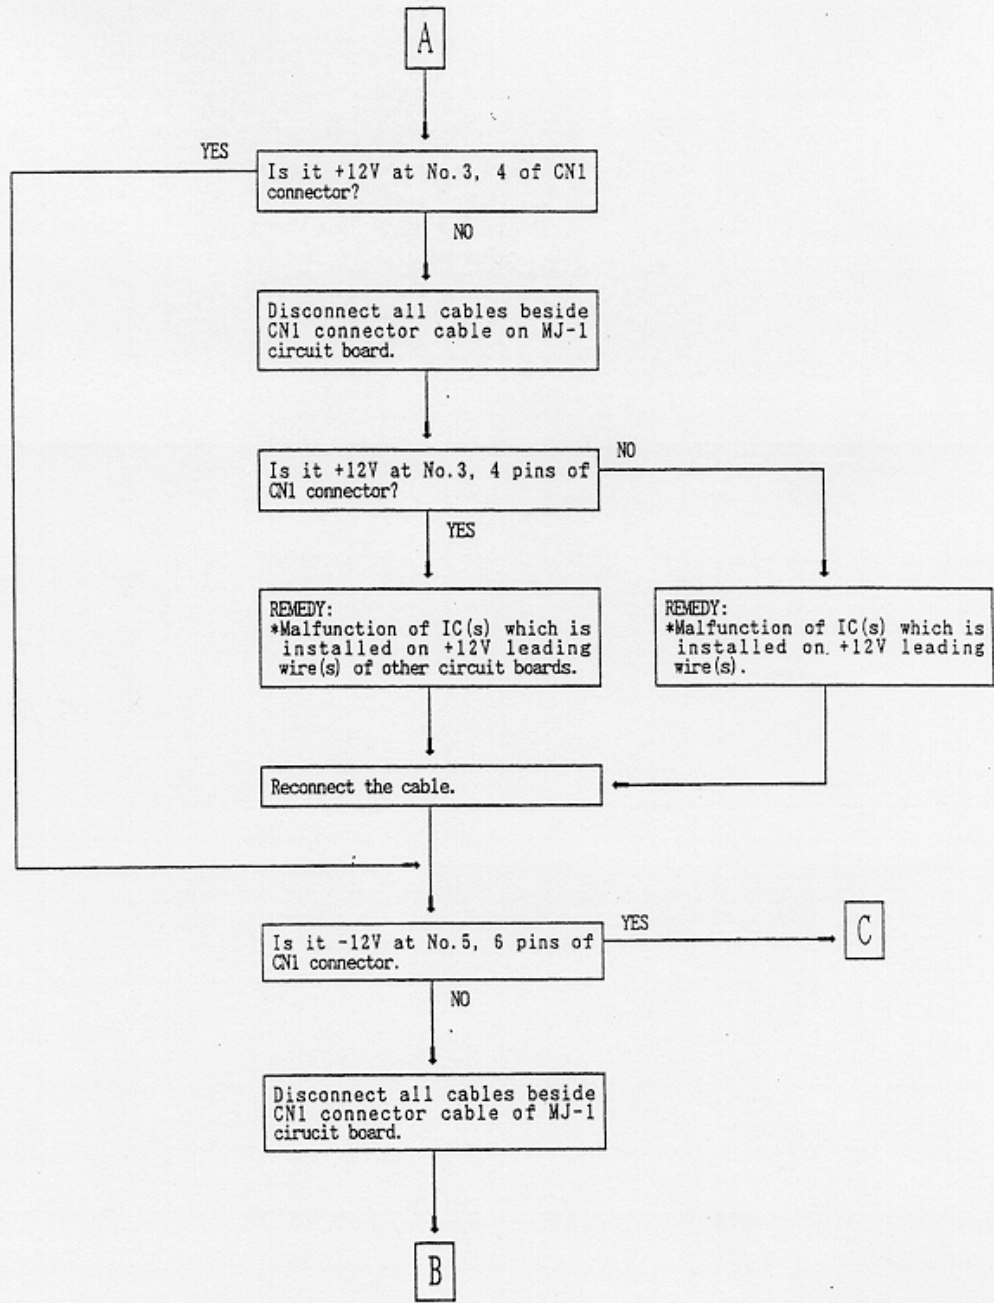 A
YES
Is it +12V at No.3, 4 of CN1
connector?
NO
Disconnect all cables beside
CN1 connector cable on MJ-1
circuit board.
Is it +12V at No.3, 4 pins of
CN1 connector?
NO
YES
REMEDY:
*Malfunction of IC(s) which is
installed on +12V leading
wire(s) of other circuit boards.
REMEDY:
*Malfunction of IC(s) which is
installed on +12V leading
wire(s).
Reconnect the cable.
Is it -12V at No.5, 6 pins of
CN1 connector.
YES
C
NO
Disconnect all cables beside
CN1 connector cable of MJ-1
cirucit board.
B